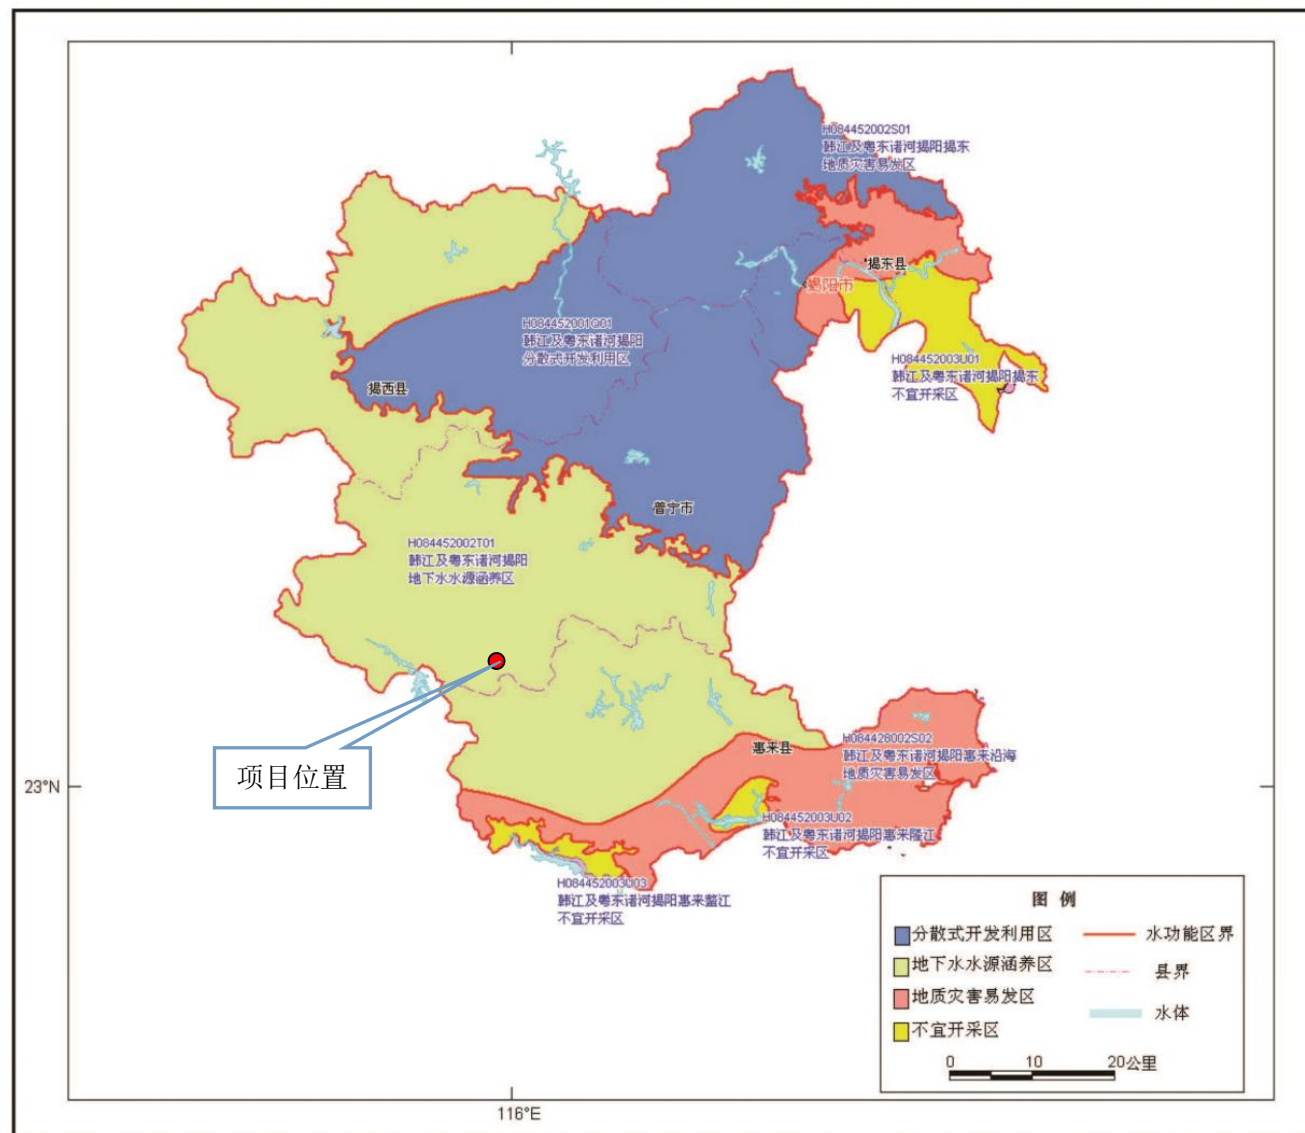 H084452002S01
韩江及粤东诸河揭阳揭东
地质灾害易发区
揭东县
揭阳市
H084452001Q01
韩江及粤东诸河揭阳
分散式开发利用区
H084452003U01
韩江及粤东诸河揭阳揭东
不宜开采区
揭西县
普宁市
H084452002T01
韩江及粤东诸河揭阳
地下水水源涵养区
项目位置
惠来县
H084428002S02
韩江及粤东诸河揭阳惠来沿海
地质灾害易发区
23°N
H084452003U02
韩江及粤东诸河揭阳惠来隆江
不宜开采区
H084452003U03
韩江及粤东诸河揭阳惠来螯江
不宜开采区
图 例
分散式开发利用区
水功能区界
地下水水源涵养区
县界
地质灾害易发区
水体
不宜开采区
0 10 20公里
116°E